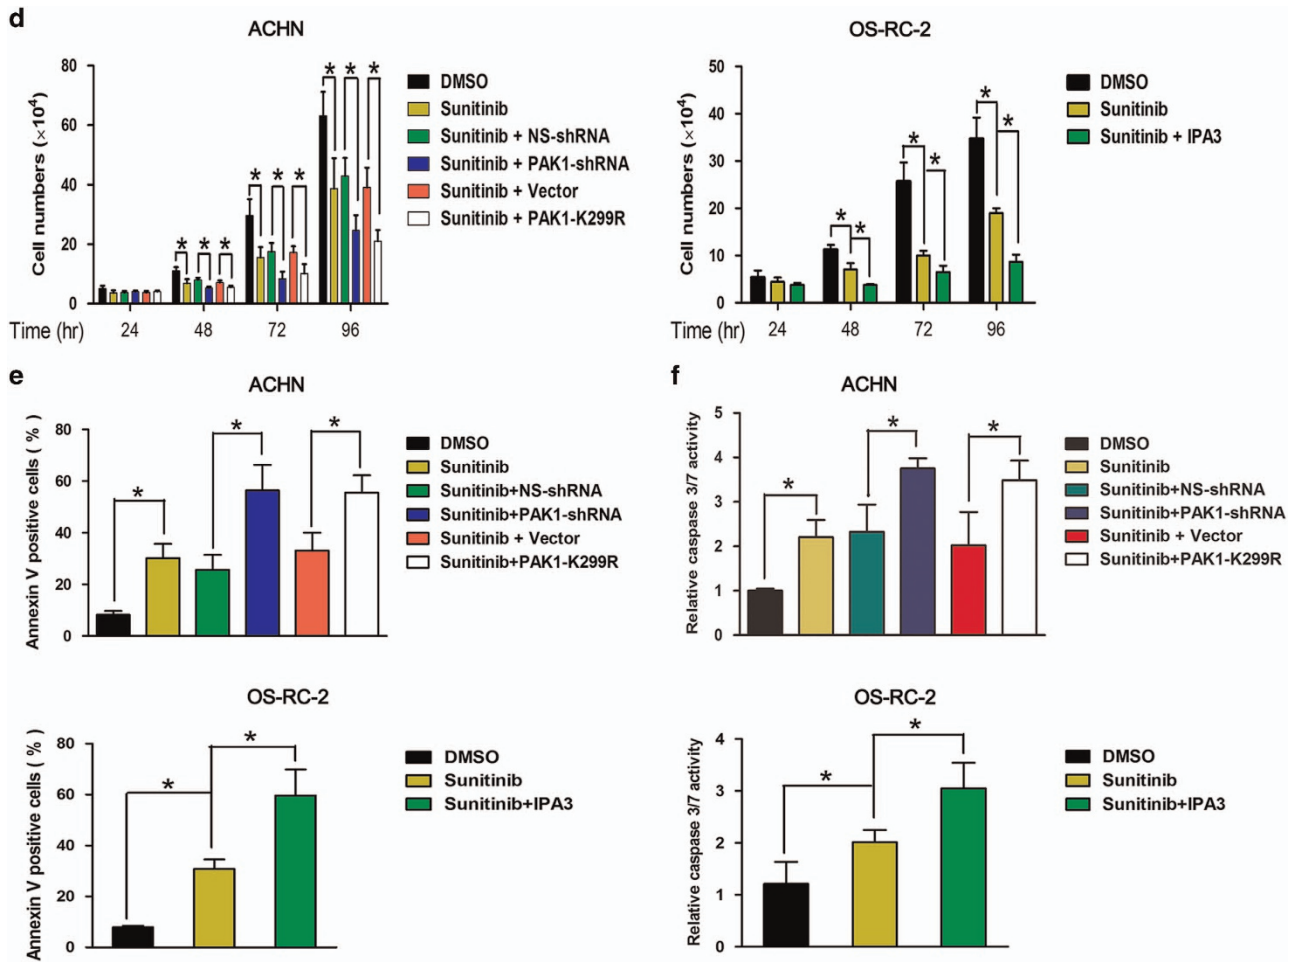 d
ACHN
Cell numbers (×10⁴)
80
60
40
20
0
* * *
* * *
* * *
Time (hr) 24 48 72 96
DMSO
Sunitinib
Sunitinib + NS-shRNA
Sunitinib + PAK1-shRNA
Sunitinib + Vector
Sunitinib + PAK1-K299R
OS-RC-2
Cell numbers (×10⁴)
50
40
30
20
10
0
* *
* *
* *
Time (hr) 24 48 72 96
DMSO
Sunitinib
Sunitinib + IPA3
e
ACHN
Annexin V positive cells ( % )
80
60
40
20
0
* * *
DMSO
Sunitinib
Sunitinib+NS-shRNA
Sunitinib+PAK1-shRNA
Sunitinib + Vector
Sunitinib+PAK1-K299R
f
ACHN
Relative caspase 3/7 activity
5
4
3
2
1
0
* * *
DMSO
Sunitinib
Sunitinib+NS-shRNA
Sunitinib+PAK1-shRNA
Sunitinib + Vector
Sunitinib+PAK1-K299R
OS-RC-2
Annexin V positive cells ( % )
80
60
40
20
0
* *
DMSO
Sunitinib
Sunitinib+IPA3
OS-RC-2
Relative caspase 3/7 activity
4
3
2
1
0
* *
DMSO
Sunitinib
Sunitinib+IPA3